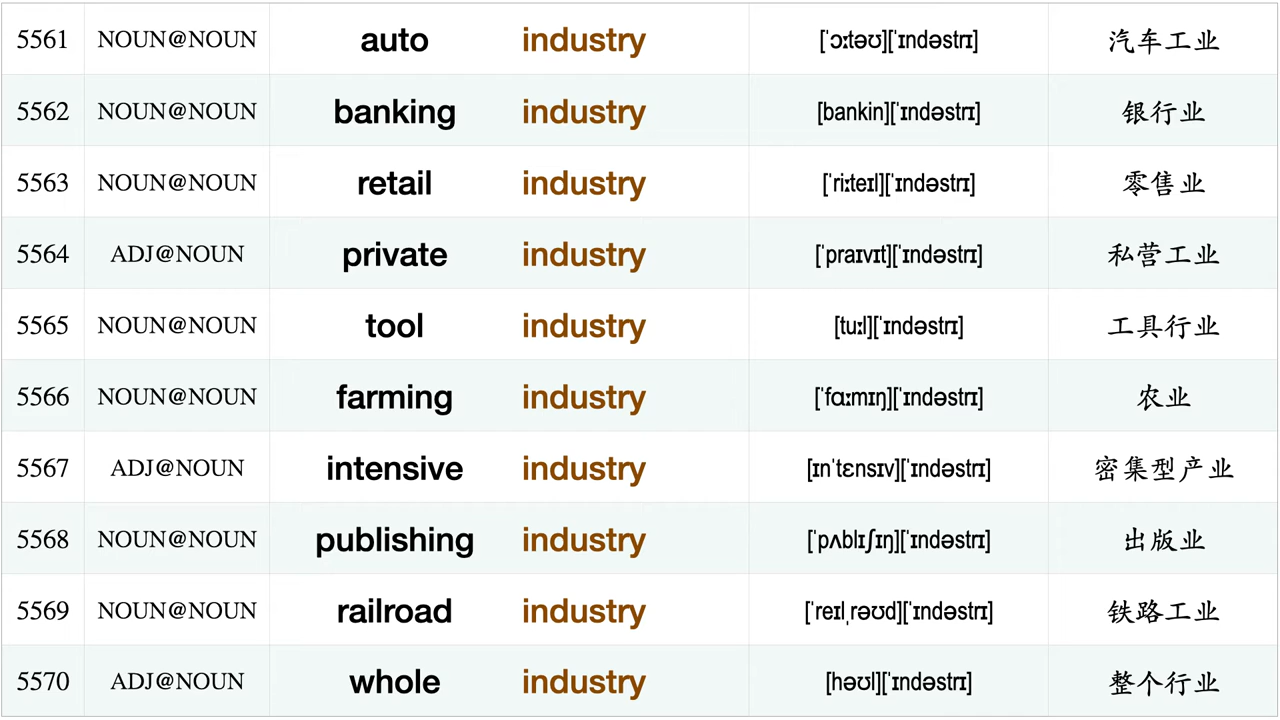 5561 NOUN@NOUN auto industry [ˈɔːtəʊ][ˈɪndəstrɪ] 汽车工业
5562 NOUN@NOUN banking industry [bankin][ˈɪndəstrɪ] 银行业
5563 NOUN@NOUN retail industry [ˈriːteɪl][ˈɪndəstrɪ] 零售业
5564 ADJ@NOUN private industry [ˈpraɪvɪt][ˈɪndəstrɪ] 私营工业
5565 NOUN@NOUN tool industry [tuːl][ˈɪndəstrɪ] 工具行业
5566 NOUN@NOUN farming industry [ˈfɑːmɪŋ][ˈɪndəstrɪ] 农业
5567 ADJ@NOUN intensive industry [ɪnˈtɛnsɪv][ˈɪndəstrɪ] 密集型产业
5568 NOUN@NOUN publishing industry [ˈpʌblɪʃɪŋ][ˈɪndəstrɪ] 出版业
5569 NOUN@NOUN railroad industry [ˈreɪlˌrəʊd][ˈɪndəstrɪ] 铁路工业
5570 ADJ@NOUN whole industry [həʊl][ˈɪndəstrɪ] 整个行业